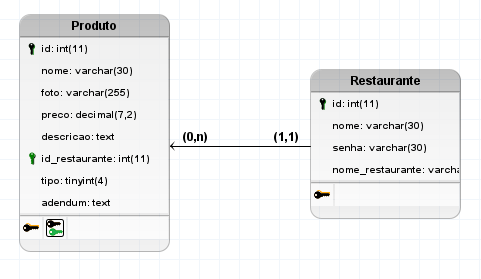 Produto
id: int(11)
nome: varchar(30)
foto: varchar(255)
preco: decimal(7,2)
descricao: text
id_restaurante: int(11)
tipo: tinyint(4)
adendum: text
(0,n)
(1,1)
Restaurante
id: int(11)
nome: varchar(30)
senha: varchar(30)
nome_restaurante: varcha